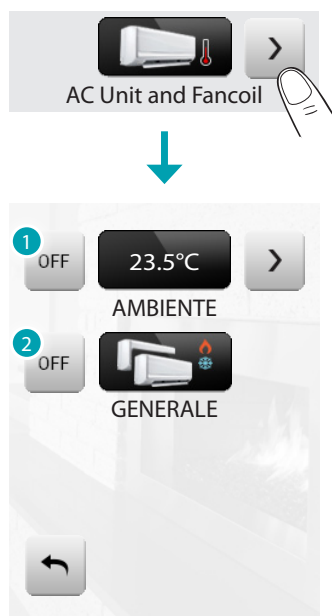 AC Unit and Fancoil
1
OFF
23.5°C
AMBIENTE
2
OFF
GENERALE